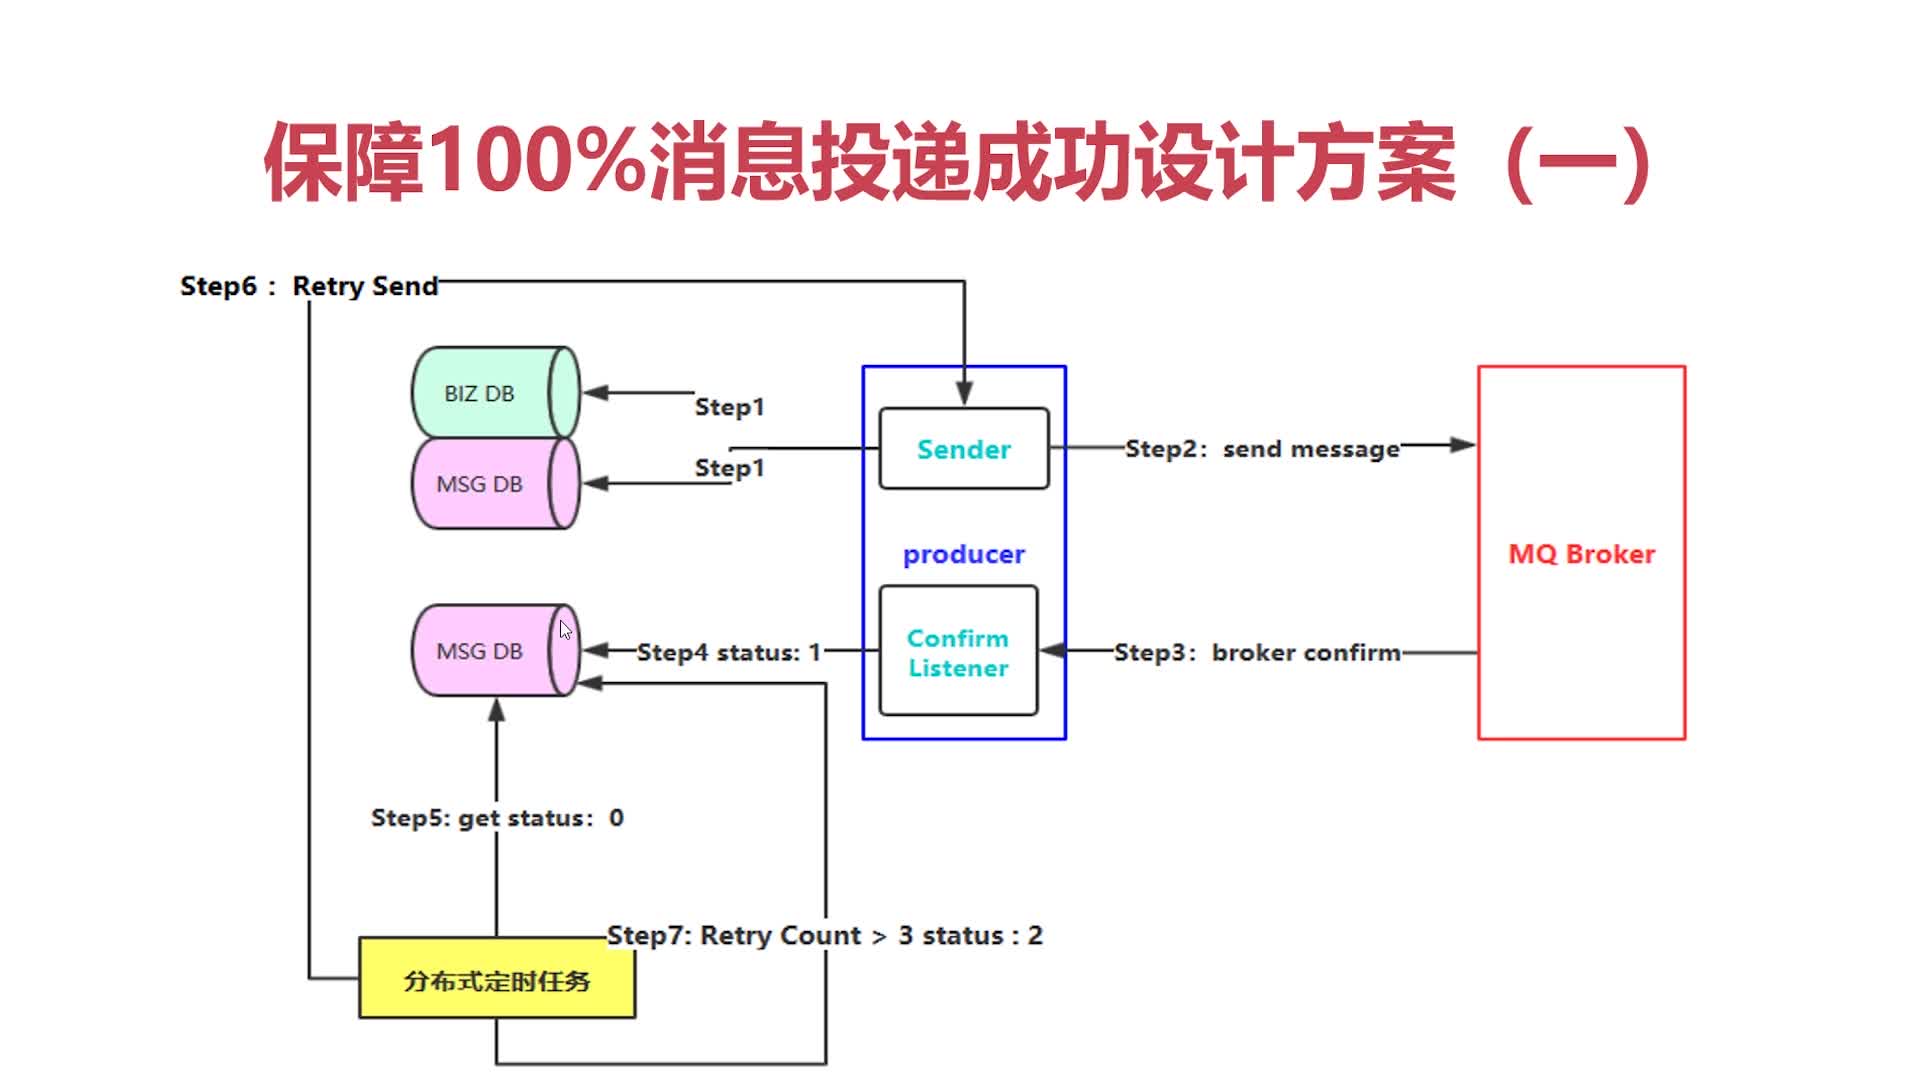 保障100%消息投递成功设计方案（一）
Step6： Retry Send
BIZ DB
Step1
MSG DB
Step1
Sender
Step2：send message
producer
MQ Broker
MSG DB
Step4 status: 1
Confirm
Listener
Step3：broker confirm
Step5: get status：0
Step7: Retry Count > 3 status : 2
分布式定时任务